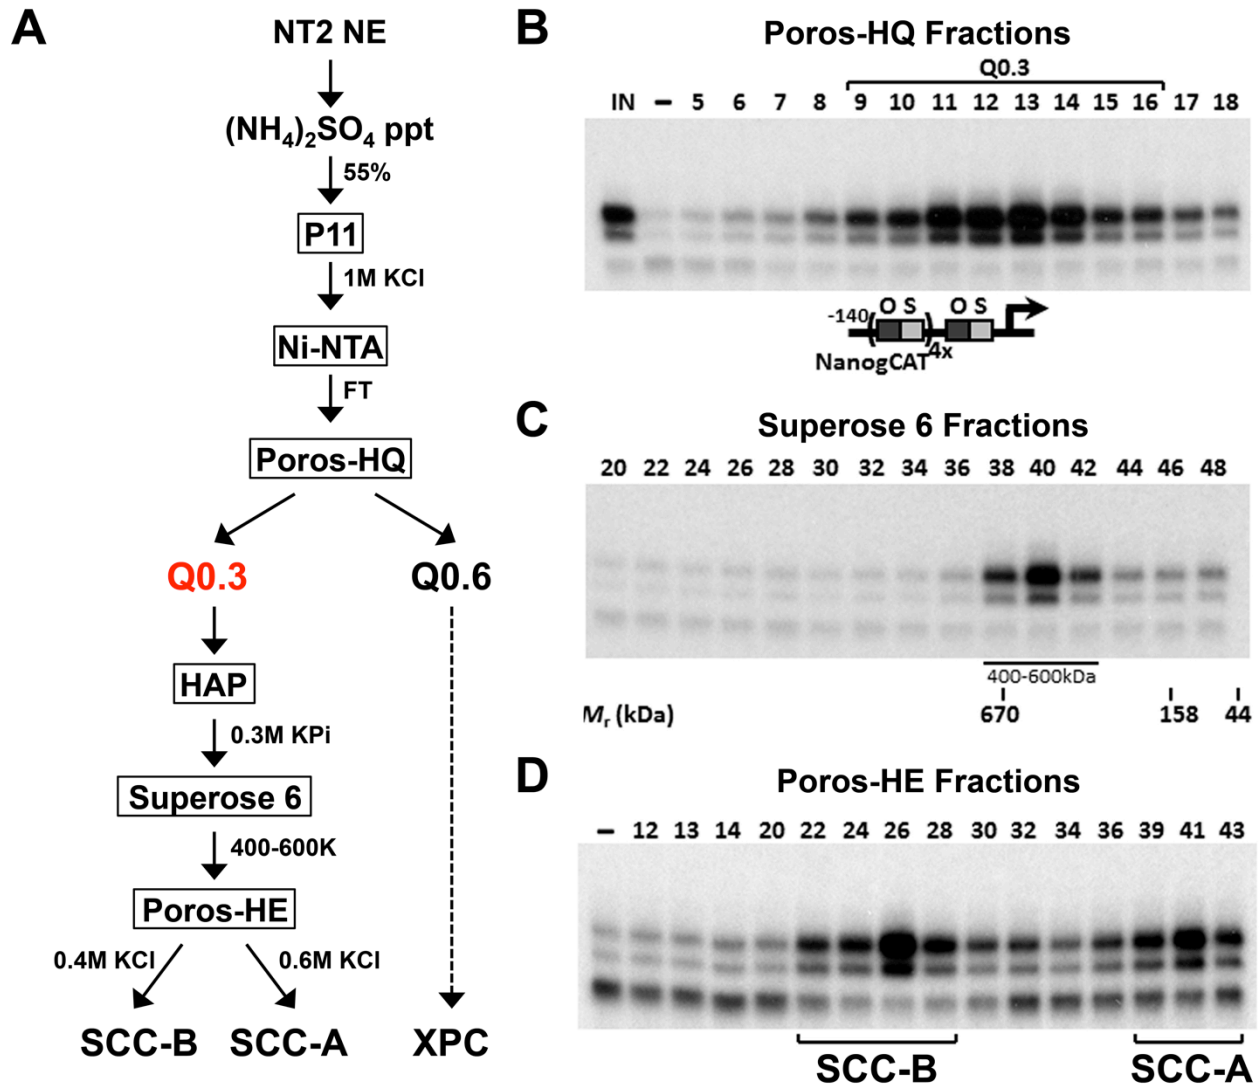 A
NT2 NE
(NH4)2SO4 ppt
55%
P11
1M KCl
Ni-NTA
FT
Poros-HQ
Q0.3 Q0.6
HAP
0.3M KPi
Superose 6
400-600K
Poros-HE
0.4M KCl 0.6M KCl
SCC-B SCC-A XPC
B
Poros-HQ Fractions
Q0.3
IN – 5 6 7 8 9 10 11 12 13 14 15 16 17 18
O S O S
-140 ( ) 4x
NanogCAT
C
Superose 6 Fractions
20 22 24 26 28 30 32 34 36 38 40 42 44 46 48
400-600kDa
Mr (kDa) 670 158 44
D
Poros-HE Fractions
– 12 13 14 20 22 24 26 28 30 32 34 36 39 41 43
SCC-B SCC-A